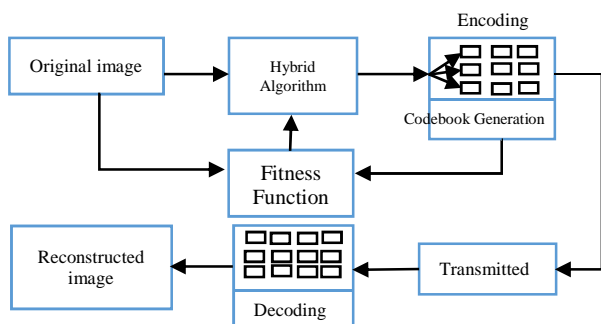 Encoding
Original image
Hybrid
Algorithm
Codebook Generation
Fitness
Function
Reconstructed
image
Transmitted
Decoding